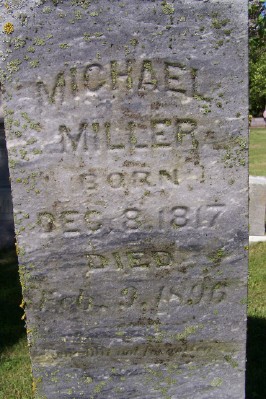 MICHAEL
MILLER
BORN
DEC. 8. 1817
DIED
Feb. 9. 1896